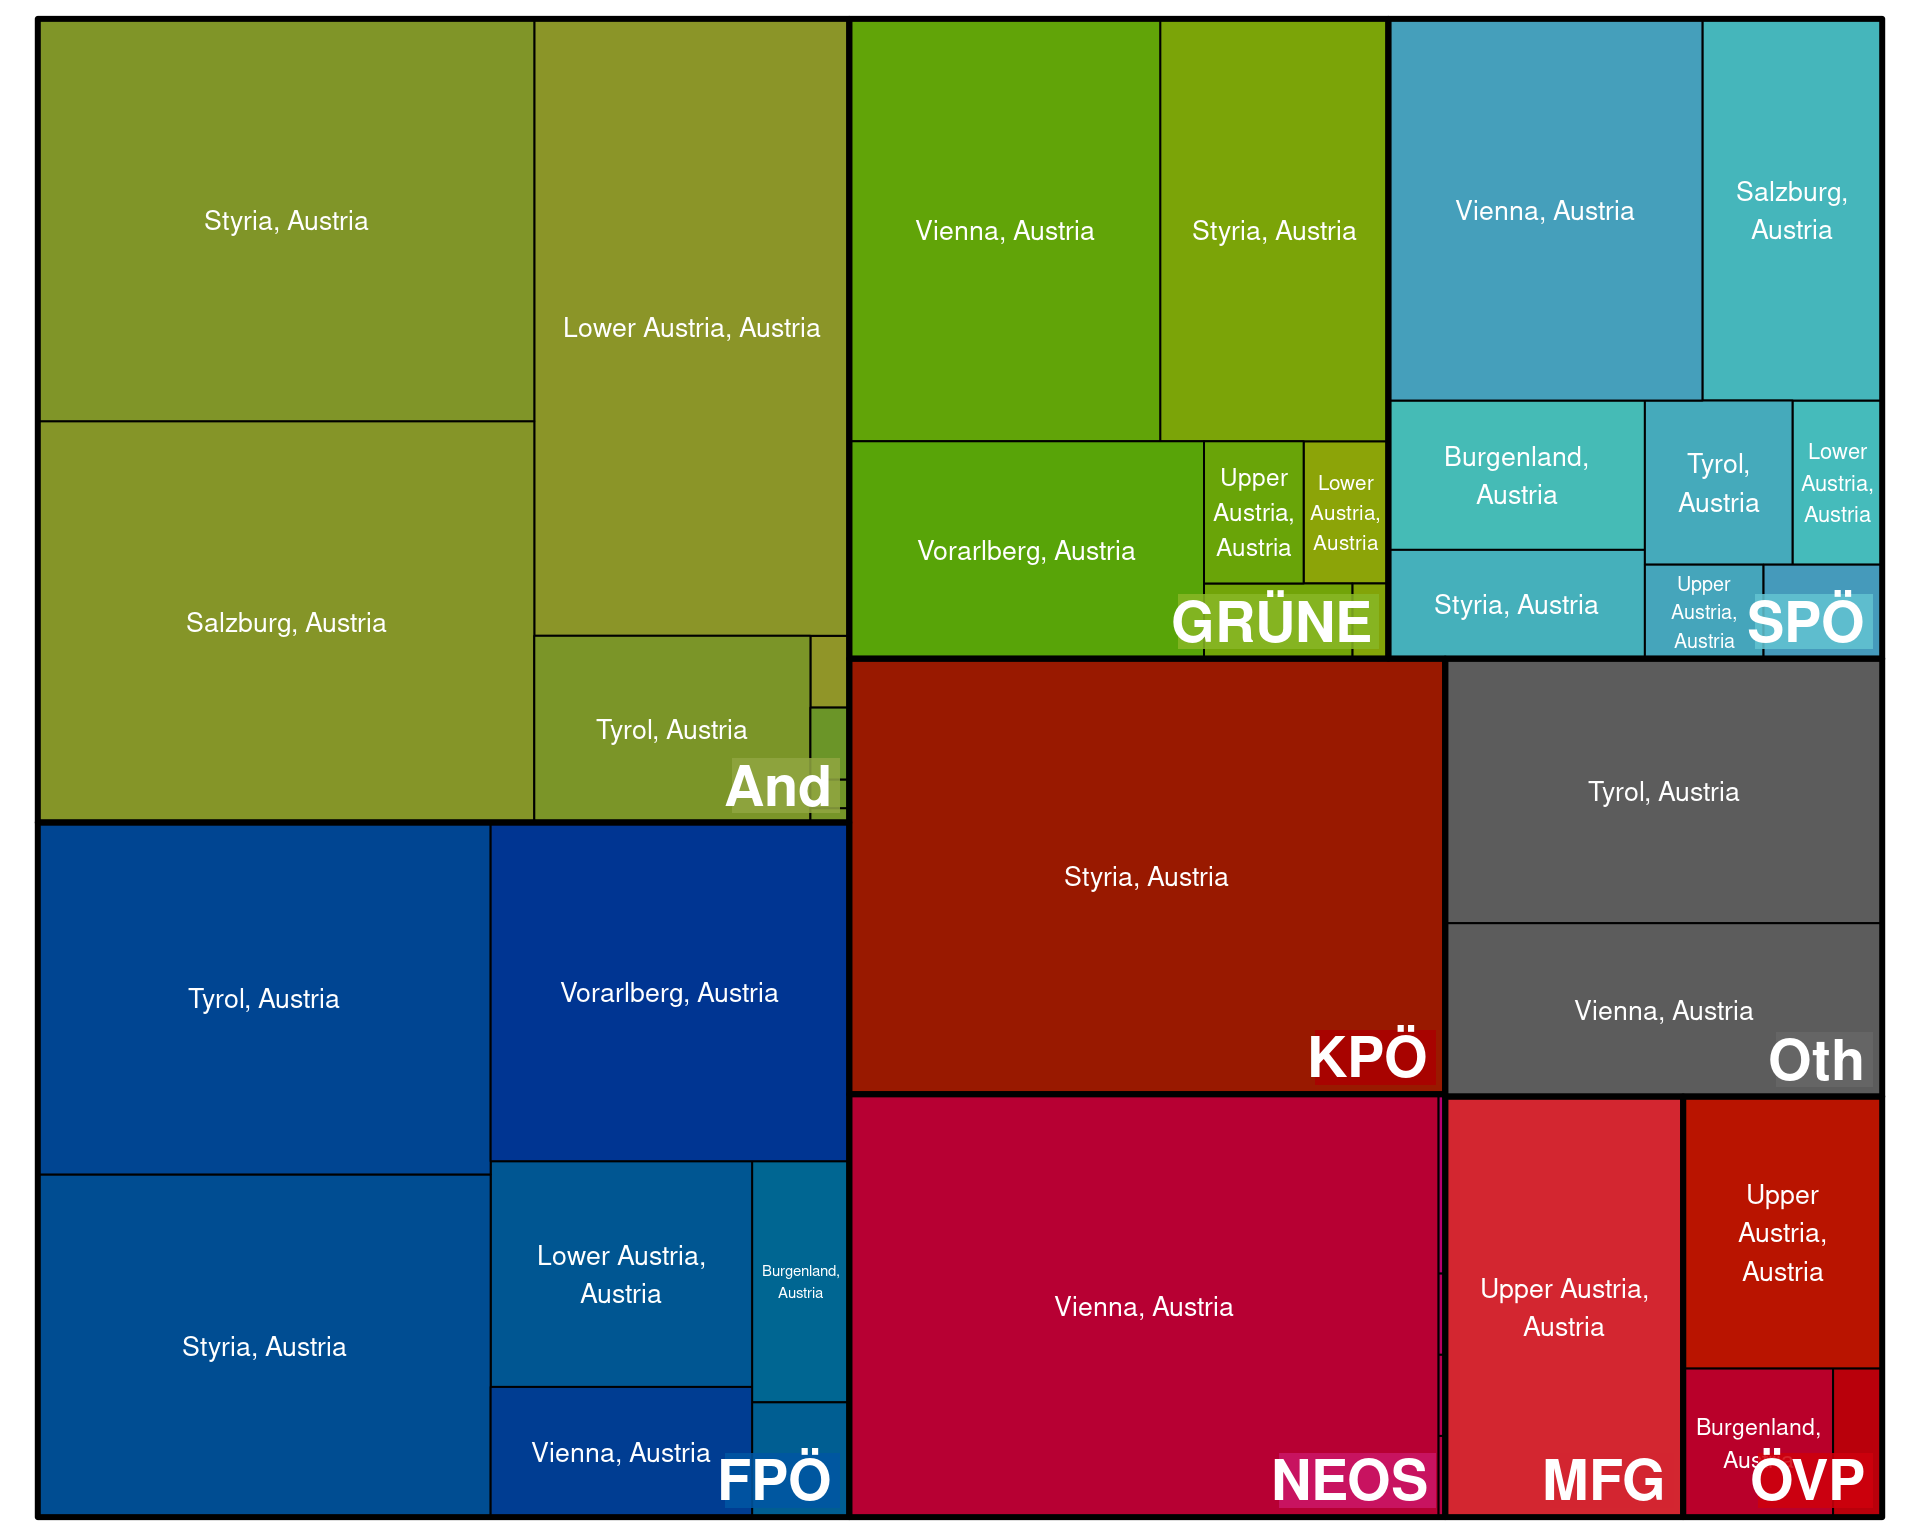 Styria, Austria
Lower Austria, Austria
Salzburg, Austria
Tyrol, Austria
And
Vienna, Austria
Styria, Austria
Vorarlberg, Austria
Upper
Austria,
Austria
Lower
Austria,
Austria
GRÜNE
Vienna, Austria
Salzburg,
Austria
Burgenland,
Austria
Tyrol,
Austria
Lower
Austria,
Austria
Styria, Austria
Upper
Austria,
Austria
SPÖ
Tyrol, Austria
Vorarlberg, Austria
Styria, Austria
Lower Austria,
Austria
Burgenland,
Austria
Vienna, Austria
FPÖ
Styria, Austria
KPÖ
Tyrol, Austria
Vienna, Austria
Oth
Vienna, Austria
NEOS
Upper Austria,
Austria
MFG
Upper
Austria,
Austria
Burgenland,
ÖVP